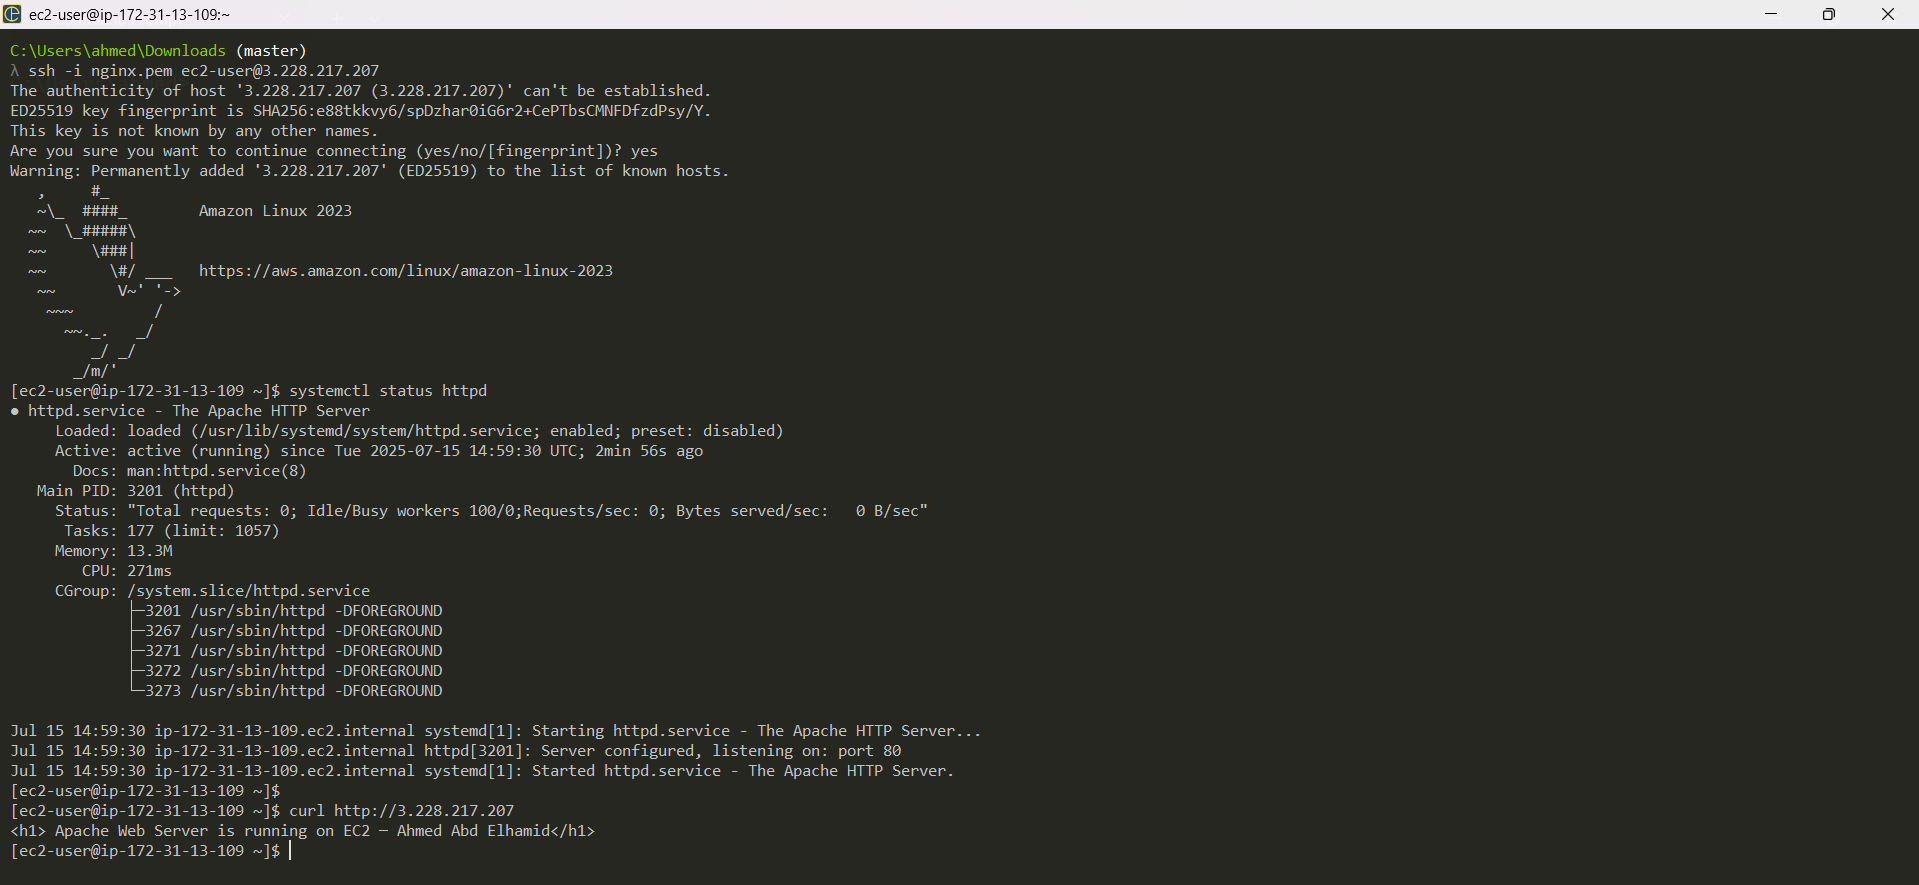 ec2-user@ip-172-31-13-109:~
C:\Users\ahmed\Downloads (master)
λ ssh -i nginx.pem ec2-user@3.228.217.207
The authenticity of host '3.228.217.207 (3.228.217.207)' can't be established.
ED25519 key fingerprint is SHA256:e88tkkvy6/spDzhar0iG6r2+CePTbsCMNFDfzdPsy/Y.
This key is not known by any other names.
Are you sure you want to continue connecting (yes/no/[fingerprint])? yes
Warning: Permanently added '3.228.217.207' (ED25519) to the list of known hosts.
   ,     #_
   ~\_  ####_        Amazon Linux 2023
  ~~  \_#####\
  ~~     \###|
  ~~       \#/ ___   https://aws.amazon.com/linux/amazon-linux-2023
   ~~       V~' '->
    ~~~         /
      ~~._.   _/
         _/ _/
       _/m/'
[ec2-user@ip-172-31-13-109 ~]$ systemctl status httpd
● httpd.service - The Apache HTTP Server
     Loaded: loaded (/usr/lib/systemd/system/httpd.service; enabled; preset: disabled)
     Active: active (running) since Tue 2025-07-15 14:59:30 UTC; 2min 56s ago
       Docs: man:httpd.service(8)
   Main PID: 3201 (httpd)
     Status: "Total requests: 0; Idle/Busy workers 100/0;Requests/sec: 0; Bytes served/sec:   0 B/sec"
      Tasks: 177 (limit: 1057)
     Memory: 13.3M
        CPU: 271ms
     CGroup: /system.slice/httpd.service
             ├─3201 /usr/sbin/httpd -DFOREGROUND
             ├─3267 /usr/sbin/httpd -DFOREGROUND
             ├─3271 /usr/sbin/httpd -DFOREGROUND
             ├─3272 /usr/sbin/httpd -DFOREGROUND
             └─3273 /usr/sbin/httpd -DFOREGROUND
Jul 15 14:59:30 ip-172-31-13-109.ec2.internal systemd[1]: Starting httpd.service - The Apache HTTP Server...
Jul 15 14:59:30 ip-172-31-13-109.ec2.internal httpd[3201]: Server configured, listening on: port 80
Jul 15 14:59:30 ip-172-31-13-109.ec2.internal systemd[1]: Started httpd.service - The Apache HTTP Server.
[ec2-user@ip-172-31-13-109 ~]$
[ec2-user@ip-172-31-13-109 ~]$ curl http://3.228.217.207
<h1> Apache Web Server is running on EC2 – Ahmed Abd Elhamid</h1>
[ec2-user@ip-172-31-13-109 ~]$